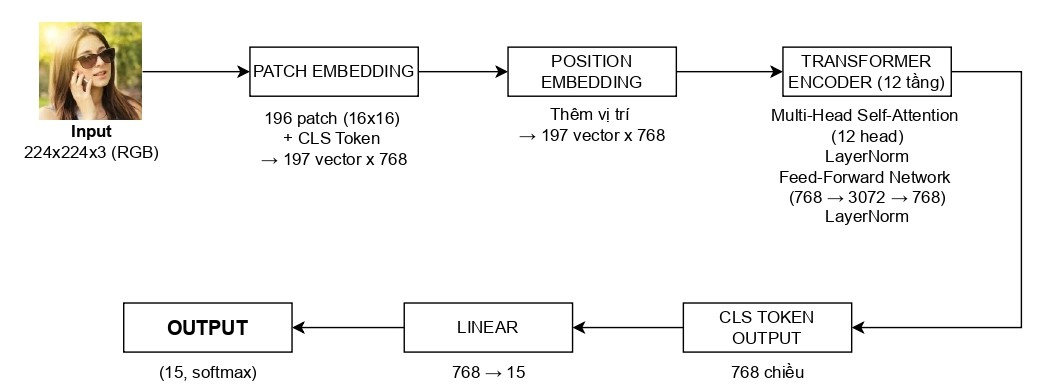 Input
224x224x3 (RGB)
PATCH EMBEDDING
196 patch (16x16)
+ CLS Token
→ 197 vector x 768
POSITION
EMBEDDING
Thêm vị trí
→ 197 vector x 768
TRANSFORMER
ENCODER (12 tầng)
Multi-Head Self-Attention
(12 head)
LayerNorm
Feed-Forward Network
(768 → 3072 → 768)
LayerNorm
CLS TOKEN
OUTPUT
768 chiều
LINEAR
768 → 15
OUTPUT
(15, softmax)